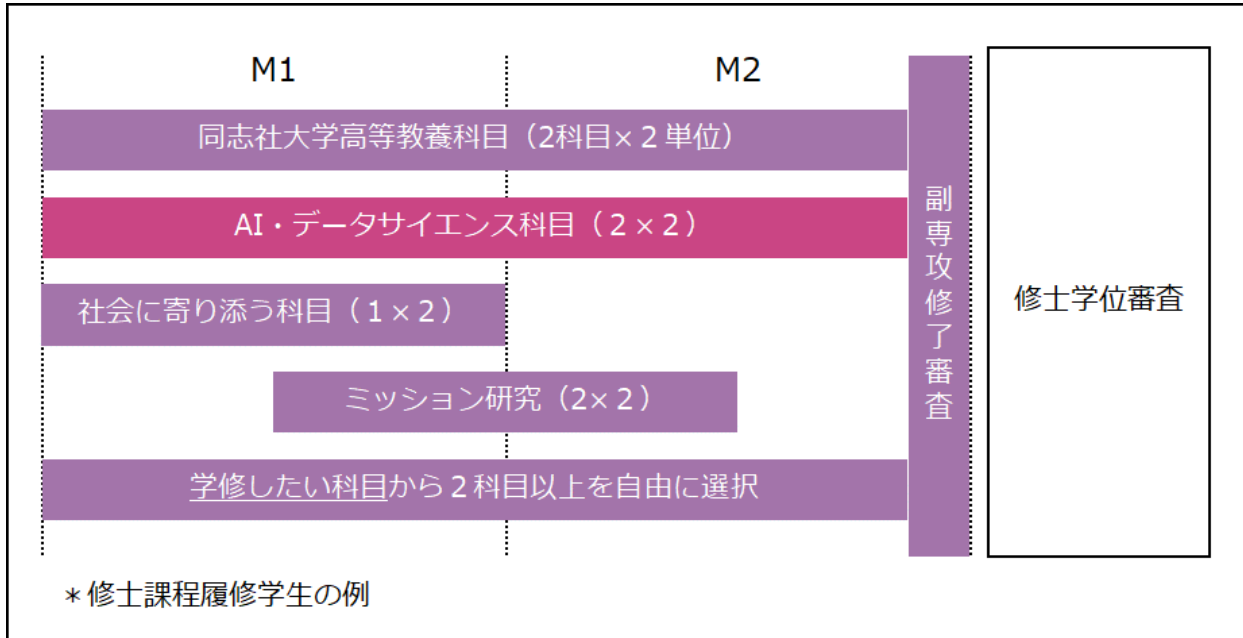 M1
M2
同志社大学高等教養科目（2科目×２単位）
AI・データサイエンス科目（２×２）
社会に寄り添う科目（１×２）
ミッション研究（2×２）
学修したい科目から２科目以上を自由に選択
副専攻修了審査
修士学位審査
＊修士課程履修学生の例